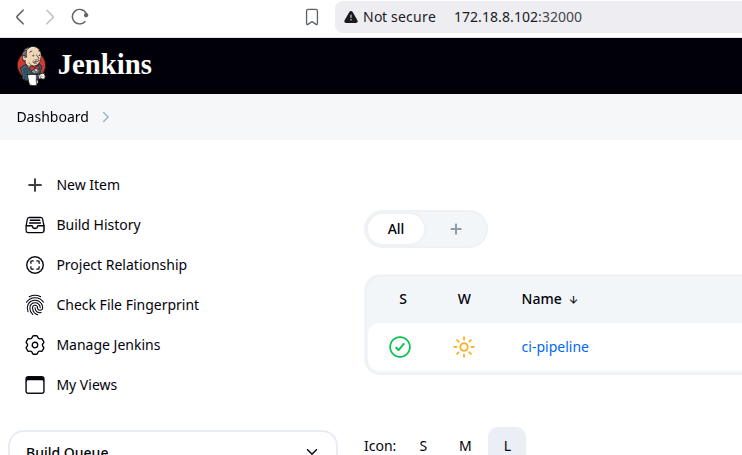 Not secure 172.18.8.102:32000
Jenkins
Dashboard
New Item
Build History
Project Relationship
Check File Fingerprint
Manage Jenkins
My Views
Build Queue
All +
S W Name ↓
ci-pipeline
Icon: S M L